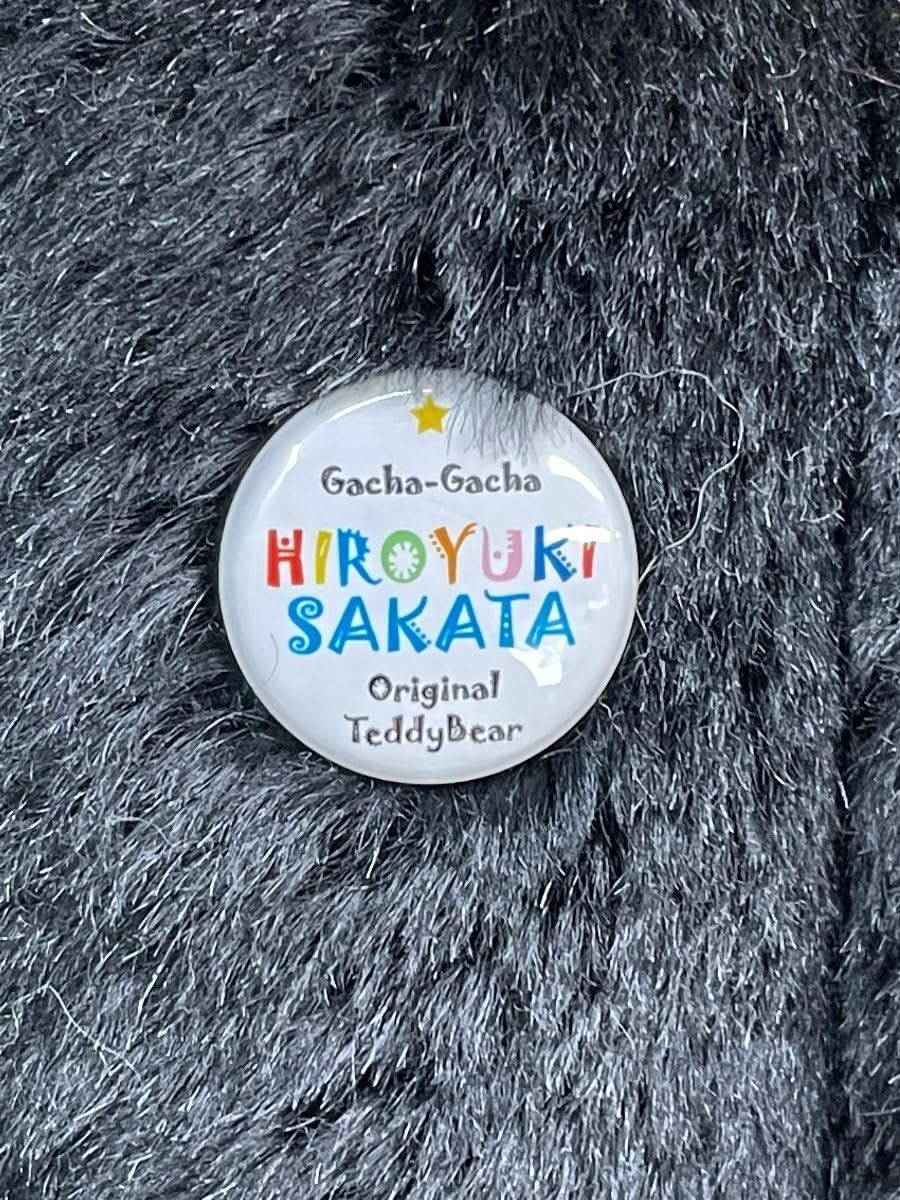 Gacha-Gacha
HIROYUKI
SAKATA
Original
TeddyBear